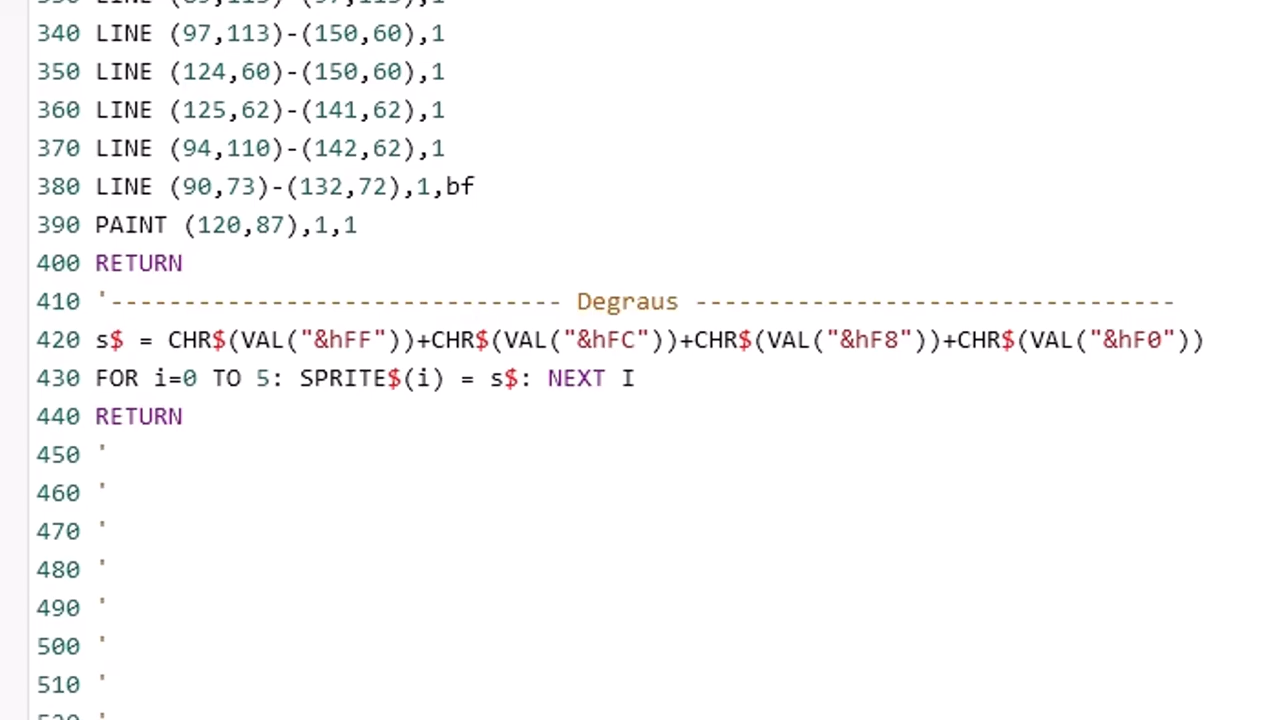 340 LINE (97,113)-(150,60),1
350 LINE (124,60)-(150,60),1
360 LINE (125,62)-(141,62),1
370 LINE (94,110)-(142,62),1
380 LINE (90,73)-(132,72),1,bf
390 PAINT (120,87),1,1
400 RETURN
410 '------------------------------- Degraus ---------------------------------
420 s$ = CHR$(VAL("&hFF"))+CHR$(VAL("&hFC"))+CHR$(VAL("&hF8"))+CHR$(VAL("&hF0"))
430 FOR i=0 TO 5: SPRITE$(i) = s$: NEXT I
440 RETURN
450 '
460 '
470 '
480 '
490 '
500 '
510 '